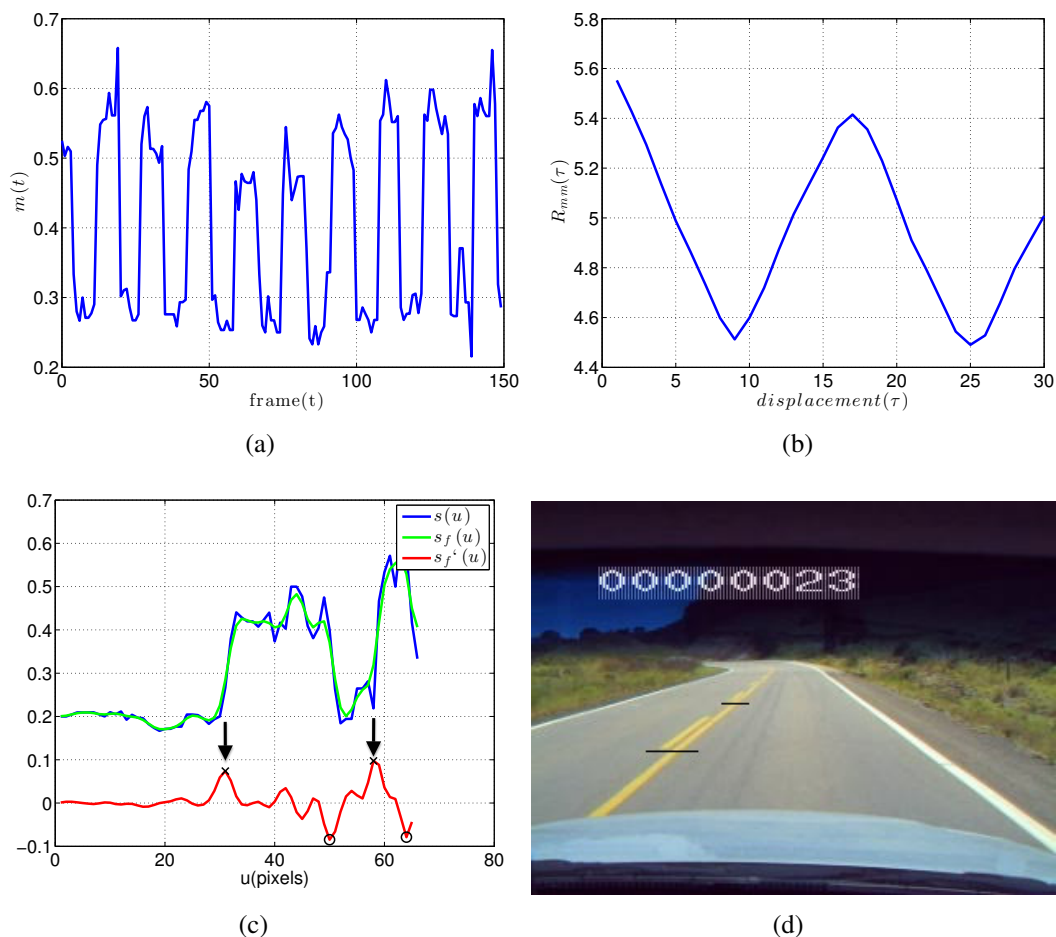 0.7
0.6
0.5
0.4
0.3
0.2
m(t)
0 50 100 150
frame(t)
(a)
5.8
5.6
5.4
5.2
5
4.8
4.6
4.4
R_{mm}(τ)
0 5 10 15 20 25 30
displacement(τ)
(b)
0.7
0.6
0.5
0.4
0.3
0.2
0.1
0
−0.1
s(u)
s_f(u)
s_f‘(u)
0 20 40 60 80
u(pixels)
(c)
00000023
(d)